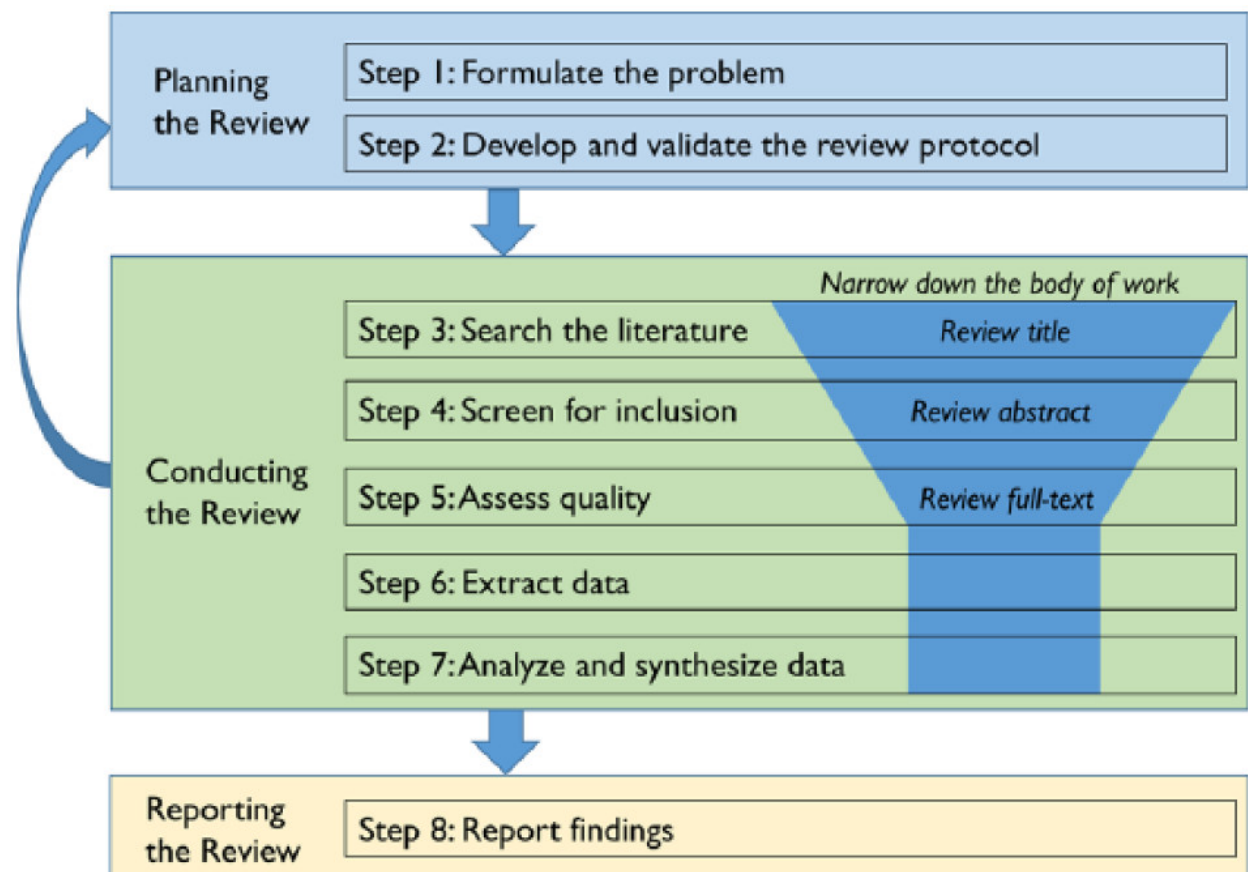 Planning
the Review
Step 1: Formulate the problem
Step 2: Develop and validate the review protocol
Narrow down the body of work
Step 3: Search the literature
Review title
Step 4: Screen for inclusion
Review abstract
Conducting
the Review
Step 5: Assess quality
Review full-text
Step 6: Extract data
Step 7: Analyze and synthesize data
Reporting
the Review
Step 8: Report findings